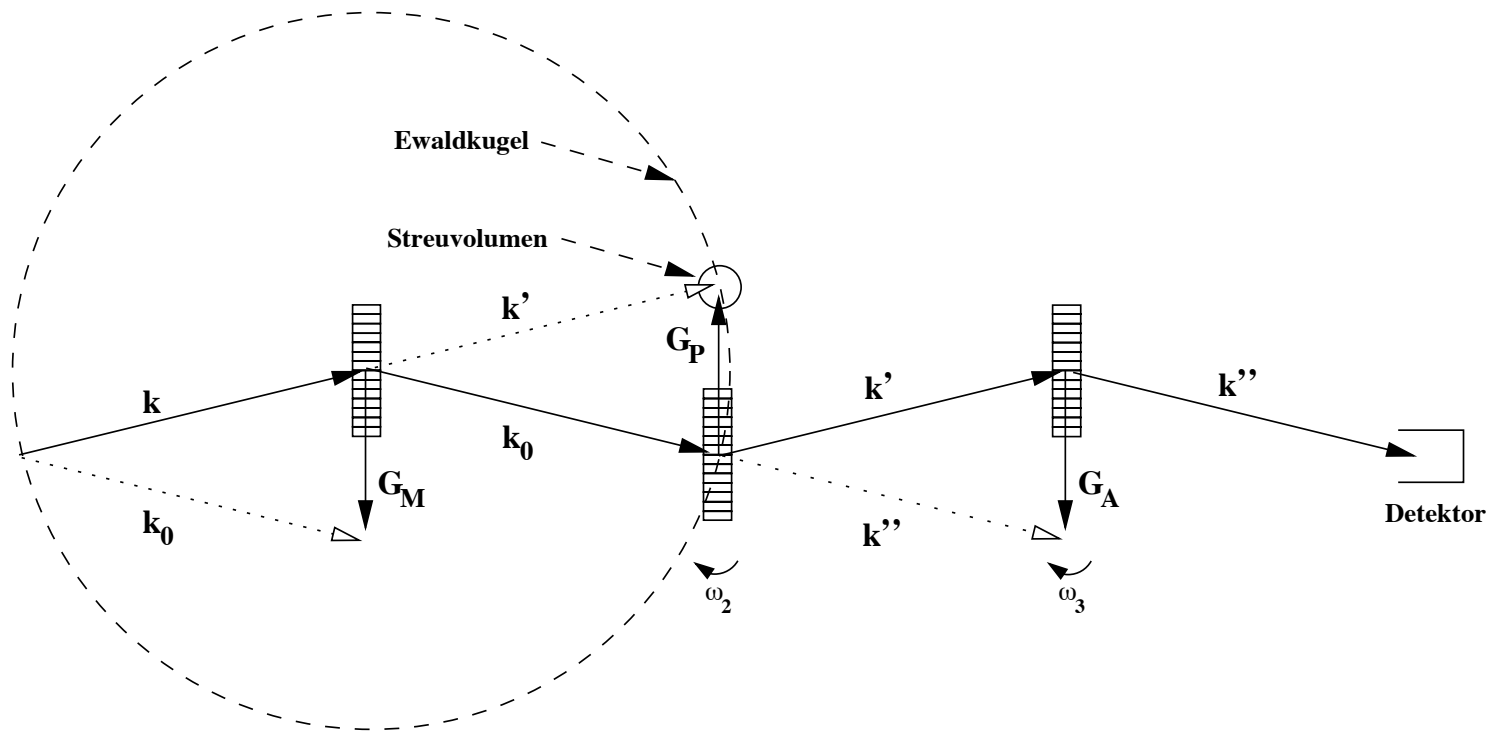 Ewaldkugel
Streuvolumen
k'
G_P
k
k'
k''
k_0
G_M
G_A
k_0
k''
Detektor
ω_2
ω_3